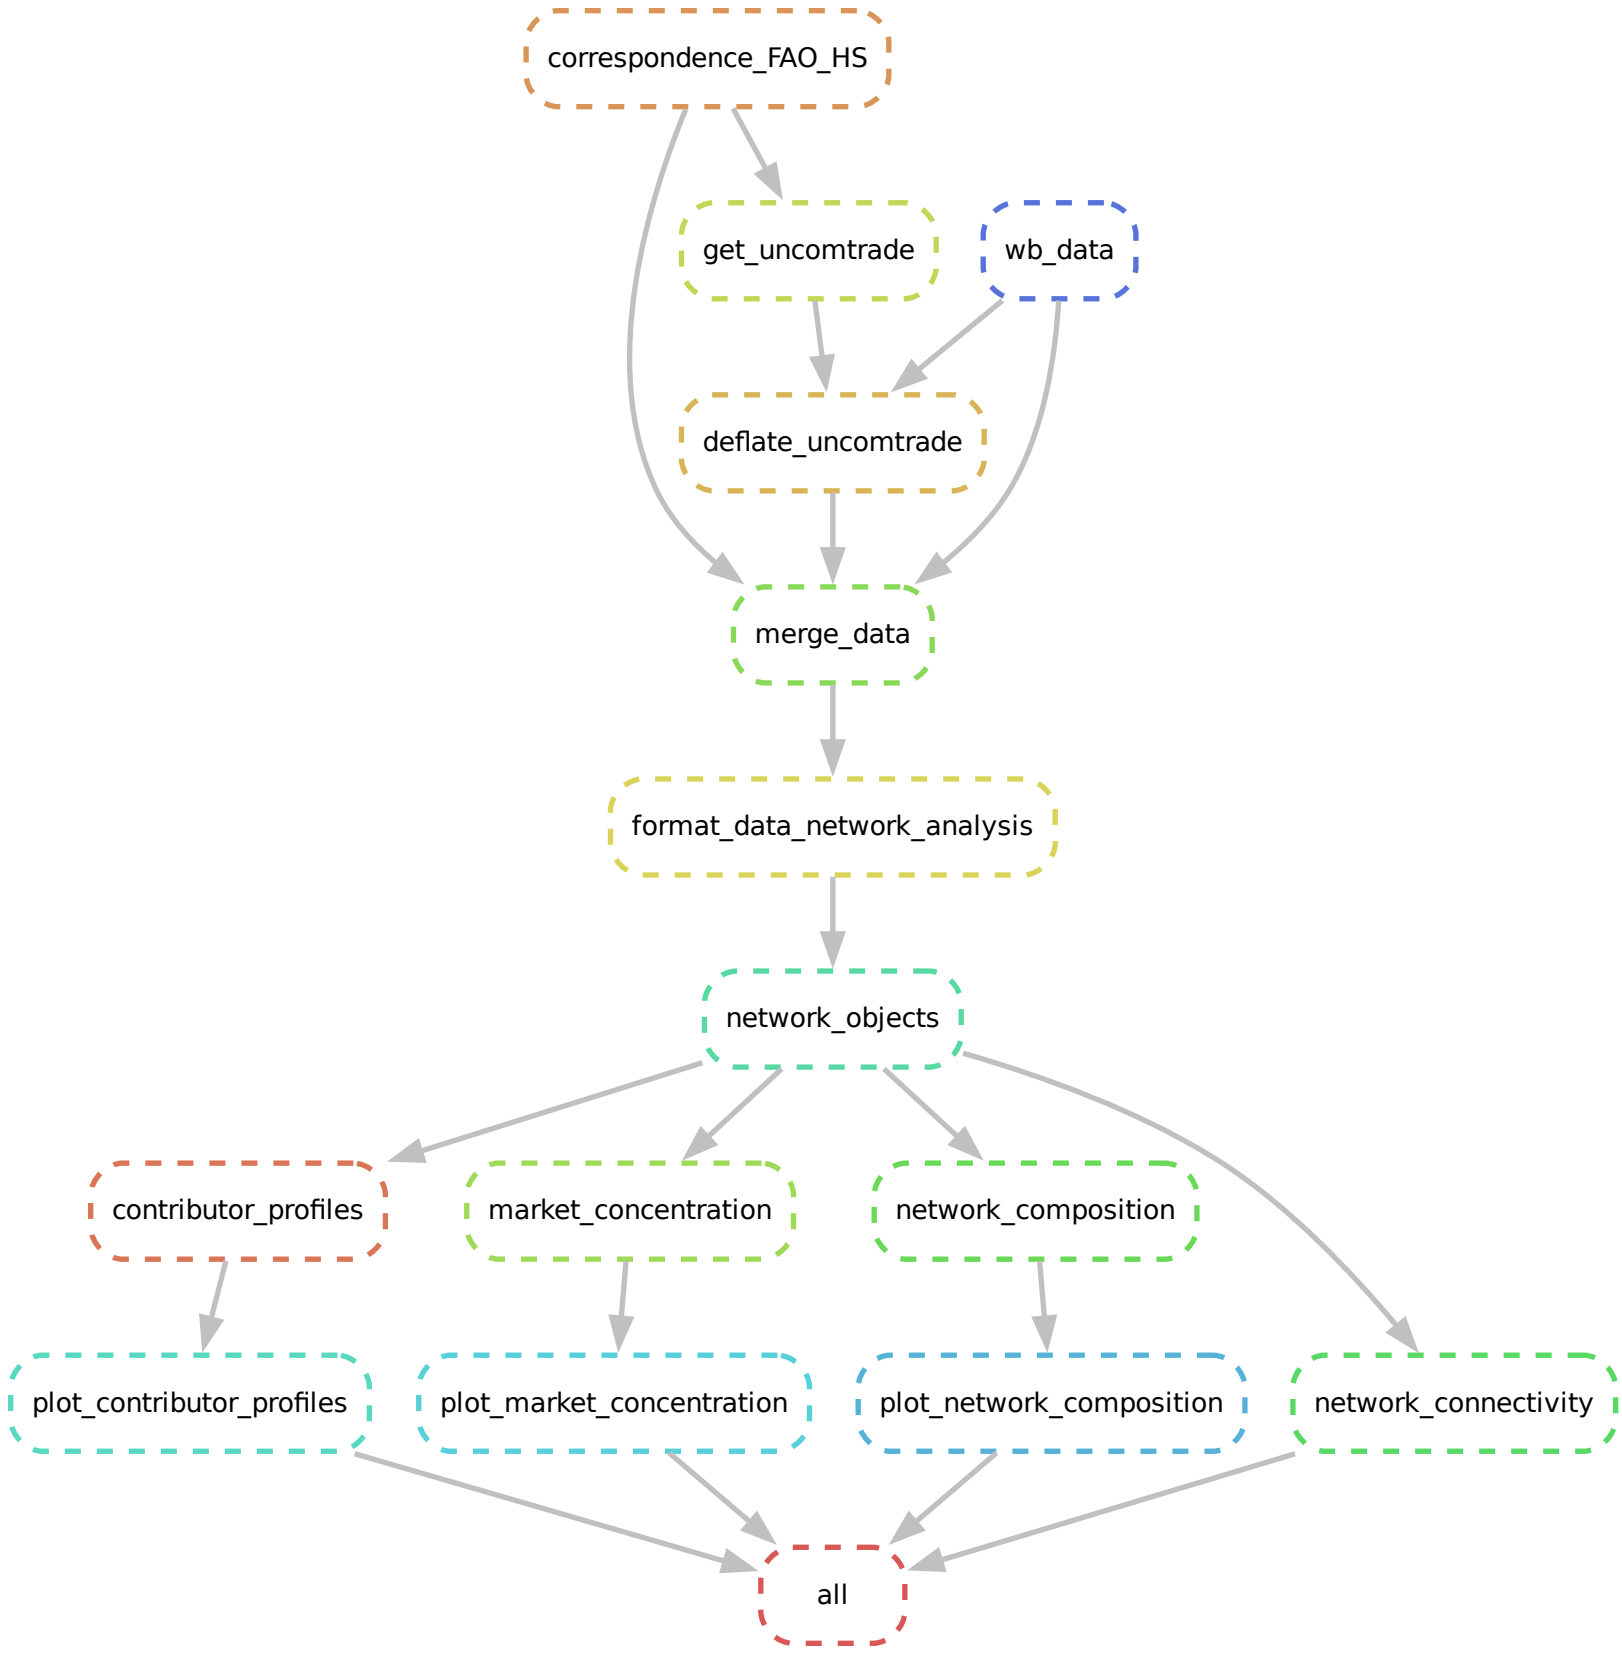 correspondence_FAO_HS
get_uncomtrade
wb_data
deflate_uncomtrade
merge_data
format_data_network_analysis
network_objects
contributor_profiles
market_concentration
network_composition
plot_contributor_profiles
plot_market_concentration
plot_network_composition
network_connectivity
all